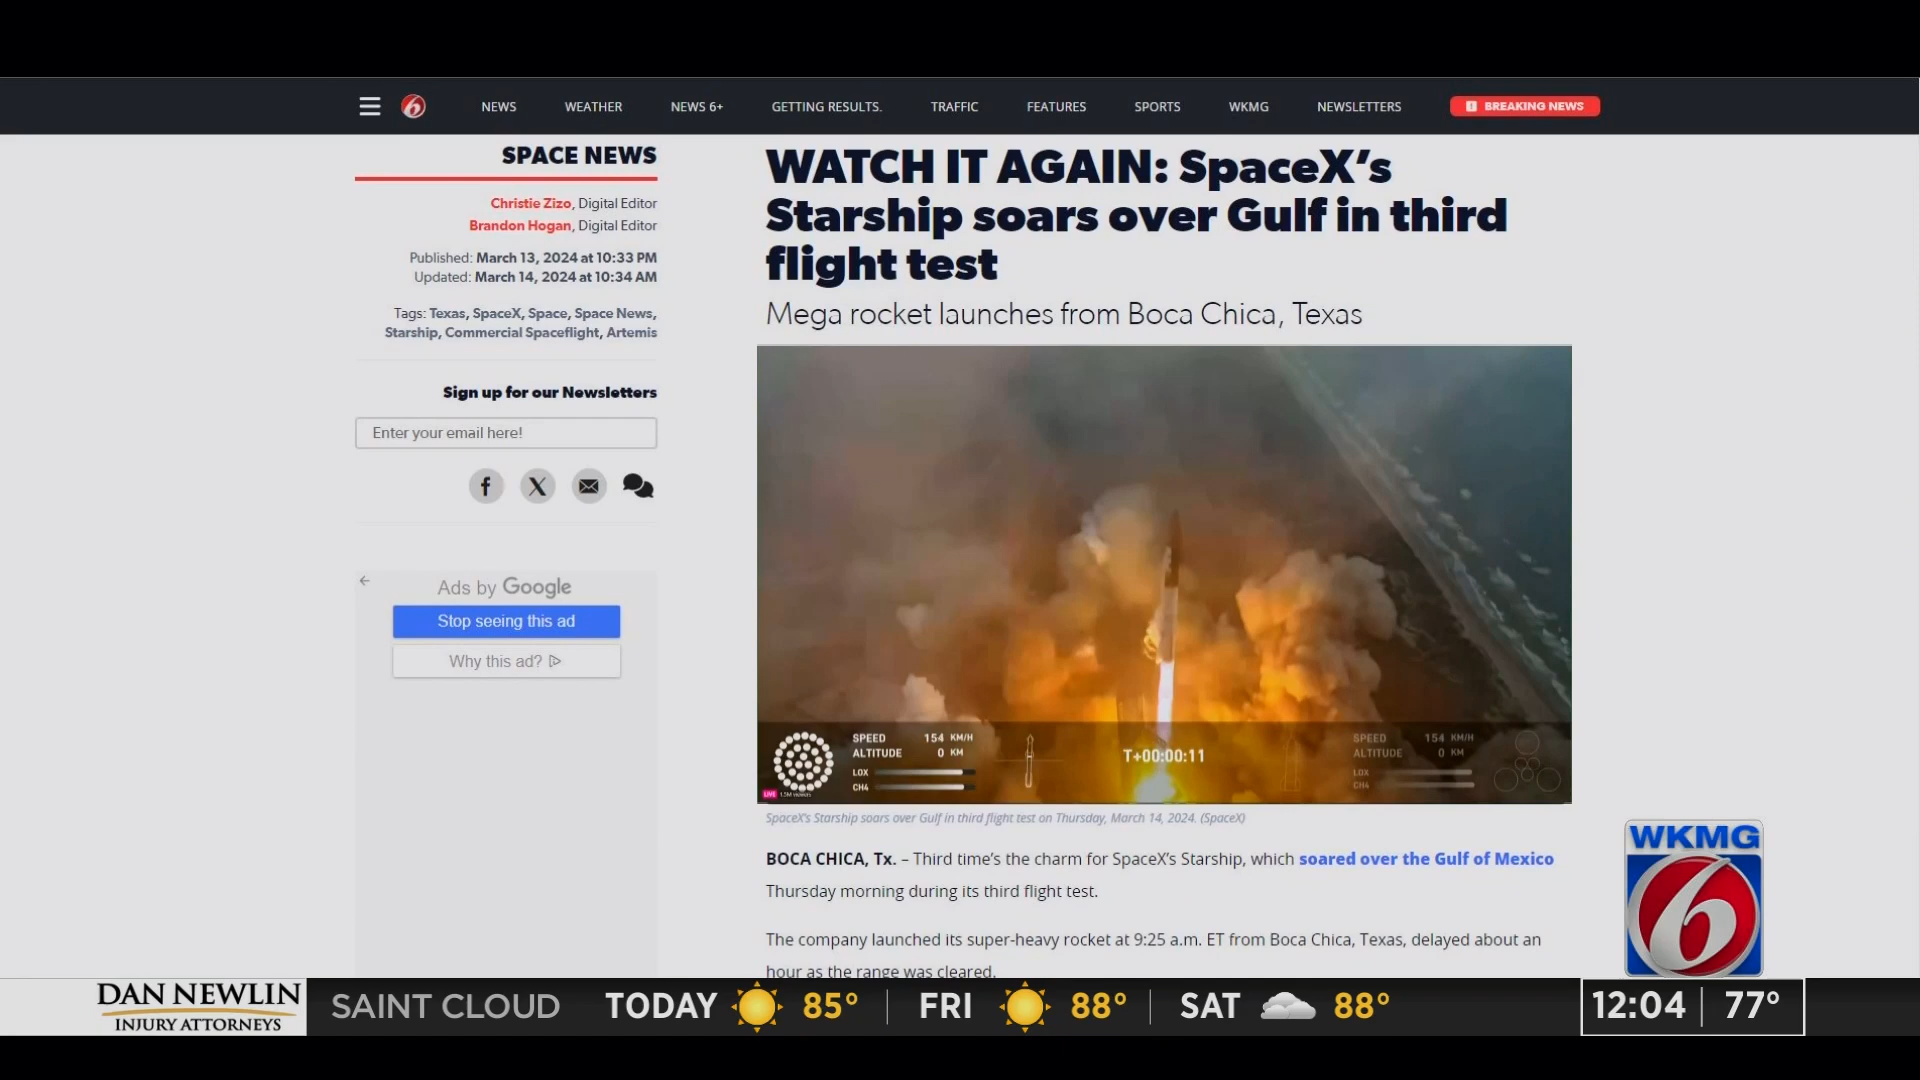 NEWS WEATHER NEWS 6+ GETTING RESULTS. TRAFFIC FEATURES SPORTS WKMG NEWSLETTERS BREAKING NEWS
SPACE NEWS
Christie Zizo, Digital Editor
Brandon Hogan, Digital Editor
Published: March 13, 2024 at 10:33 PM
Updated: March 14, 2024 at 10:34 AM
Tags: Texas, SpaceX, Space, Space News,
Starship, Commercial Spaceflight, Artemis
Sign up for our Newsletters
Enter your email here!
Ads by Google
Stop seeing this ad
Why this ad?
WATCH IT AGAIN: SpaceX's
Starship soars over Gulf in third
flight test
Mega rocket launches from Boca Chica, Texas
SPEED 154 KM/H
ALTITUDE 0 KM
LOX
CH4
T+00:00:11
SPEED 154 KM/H
ALTITUDE 0 KM
LOX
CH4
LIVE 1.5M viewers
SpaceX's Starship soars over Gulf in third flight test on Thursday, March 14, 2024. (SpaceX)
BOCA CHICA, Tx. – Third time's the charm for SpaceX's Starship, which soared over the Gulf of Mexico
Thursday morning during its third flight test.
The company launched its super-heavy rocket at 9:25 a.m. ET from Boca Chica, Texas, delayed about an
hour as the range was cleared.
WKMG
6
DAN NEWLIN
INJURY ATTORNEYS
SAINT CLOUD TODAY 85° FRI 88° SAT 88°
12:04 77°